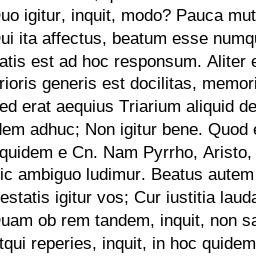 uo igitur, inquit, modo? Pauca mut
ui ita affectus, beatum esse numqu
atis est ad hoc responsum. Aliter e
rioris generis est docilitas, memori
ed erat aequius Triarium aliquid de
dem adhuc; Non igitur bene. Quod e
quidem e Cn. Nam Pyrrho, Aristo,
ic ambiguo ludimur. Beatus autem
estatis igitur vos; Cur iustitia lauda
uam ob rem tandem, inquit, non sa
tqui reperies, inquit, in hoc quidem